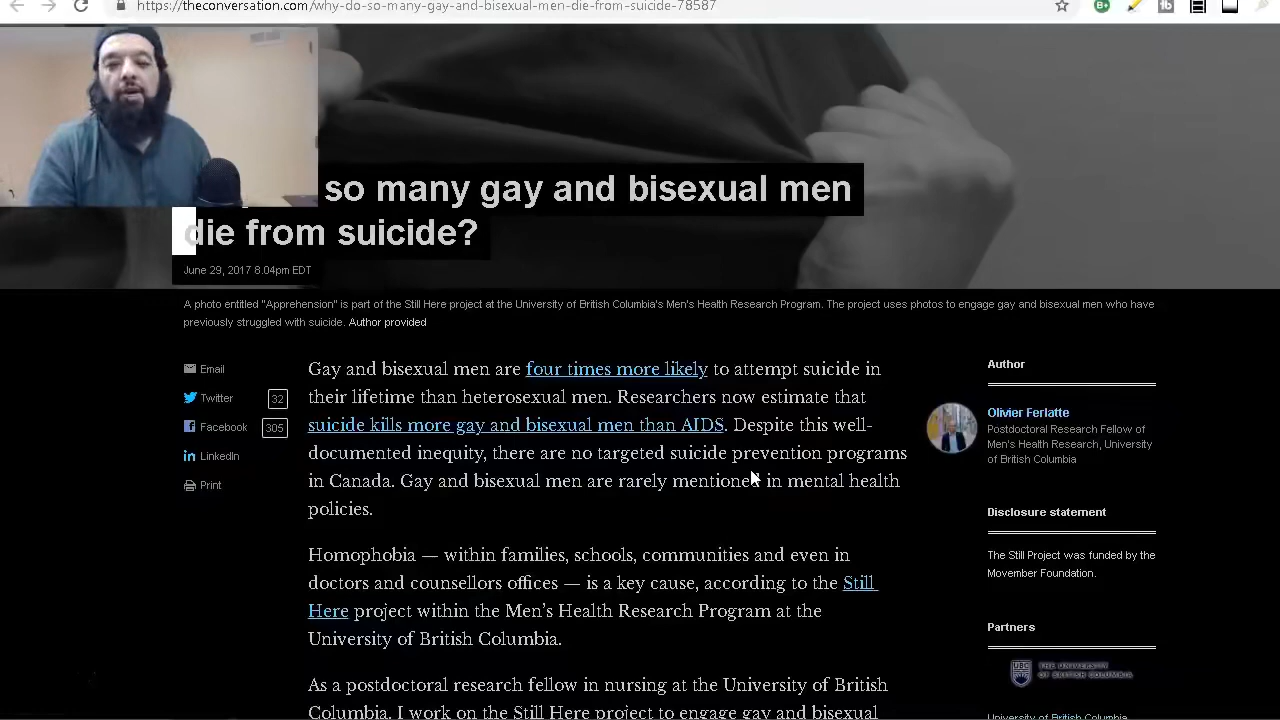 https://theconversation.com/why-do-so-many-gay-and-bisexual-men-die-from-suicide-78587
so many gay and bisexual men
die from suicide?
June 29, 2017 8.04pm EDT
A photo entitled "Apprehension" is part of the Still Here project at the University of British Columbia's Men's Health Research Program. The project uses photos to engage gay and bisexual men who have
previously struggled with suicide. Author provided
Email
Twitter 32
Facebook 305
LinkedIn
Print
Gay and bisexual men are four times more likely to attempt suicide in
their lifetime than heterosexual men. Researchers now estimate that
suicide kills more gay and bisexual men than AIDS. Despite this well-
documented inequity, there are no targeted suicide prevention programs
in Canada. Gay and bisexual men are rarely mentioned in mental health
policies.
Homophobia — within families, schools, communities and even in
doctors and counsellors offices — is a key cause, according to the Still
Here project within the Men's Health Research Program at the
University of British Columbia.
As a postdoctoral research fellow in nursing at the University of British
Columbia, I work on the Still Here project to engage gay and bisexual
Author
Olivier Ferlatte
Postdoctoral Research Fellow of
Men's Health Research, University
of British Columbia
Disclosure statement
The Still Project was funded by the
Movember Foundation.
Partners
UBC
THE UNIVERSITY
OF BRITISH COLUMBIA
University of British Columbia